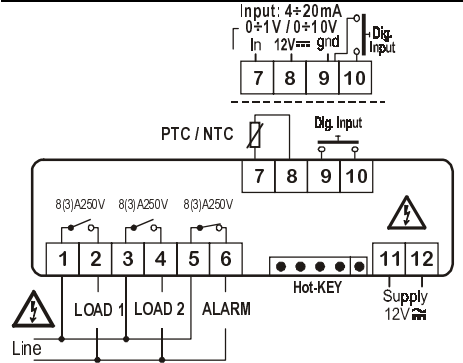 Input: 4÷20mA
0÷1V / 0÷10V
In 12V⎓ gnd
Dig.
Input
7 8 9 10
PTC / NTC
Dig. Input
7 8 9 10
8(3)A250V 8(3)A250V 8(3)A250V
1 2 3 4 5 6
11 12
Hot-KEY
LOAD 1 LOAD 2 ALARM
Supply
12V
Line